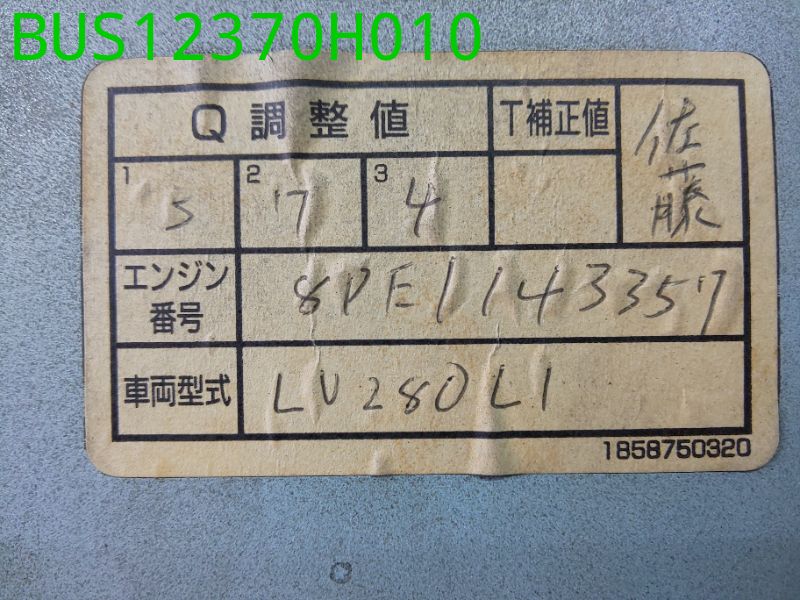 BUS12370H010
Q調整値 T補正値 佐藤
1 5 2 7 3 4
エンジン番号 8PE1143357
車両型式 LV280L1
1858750320